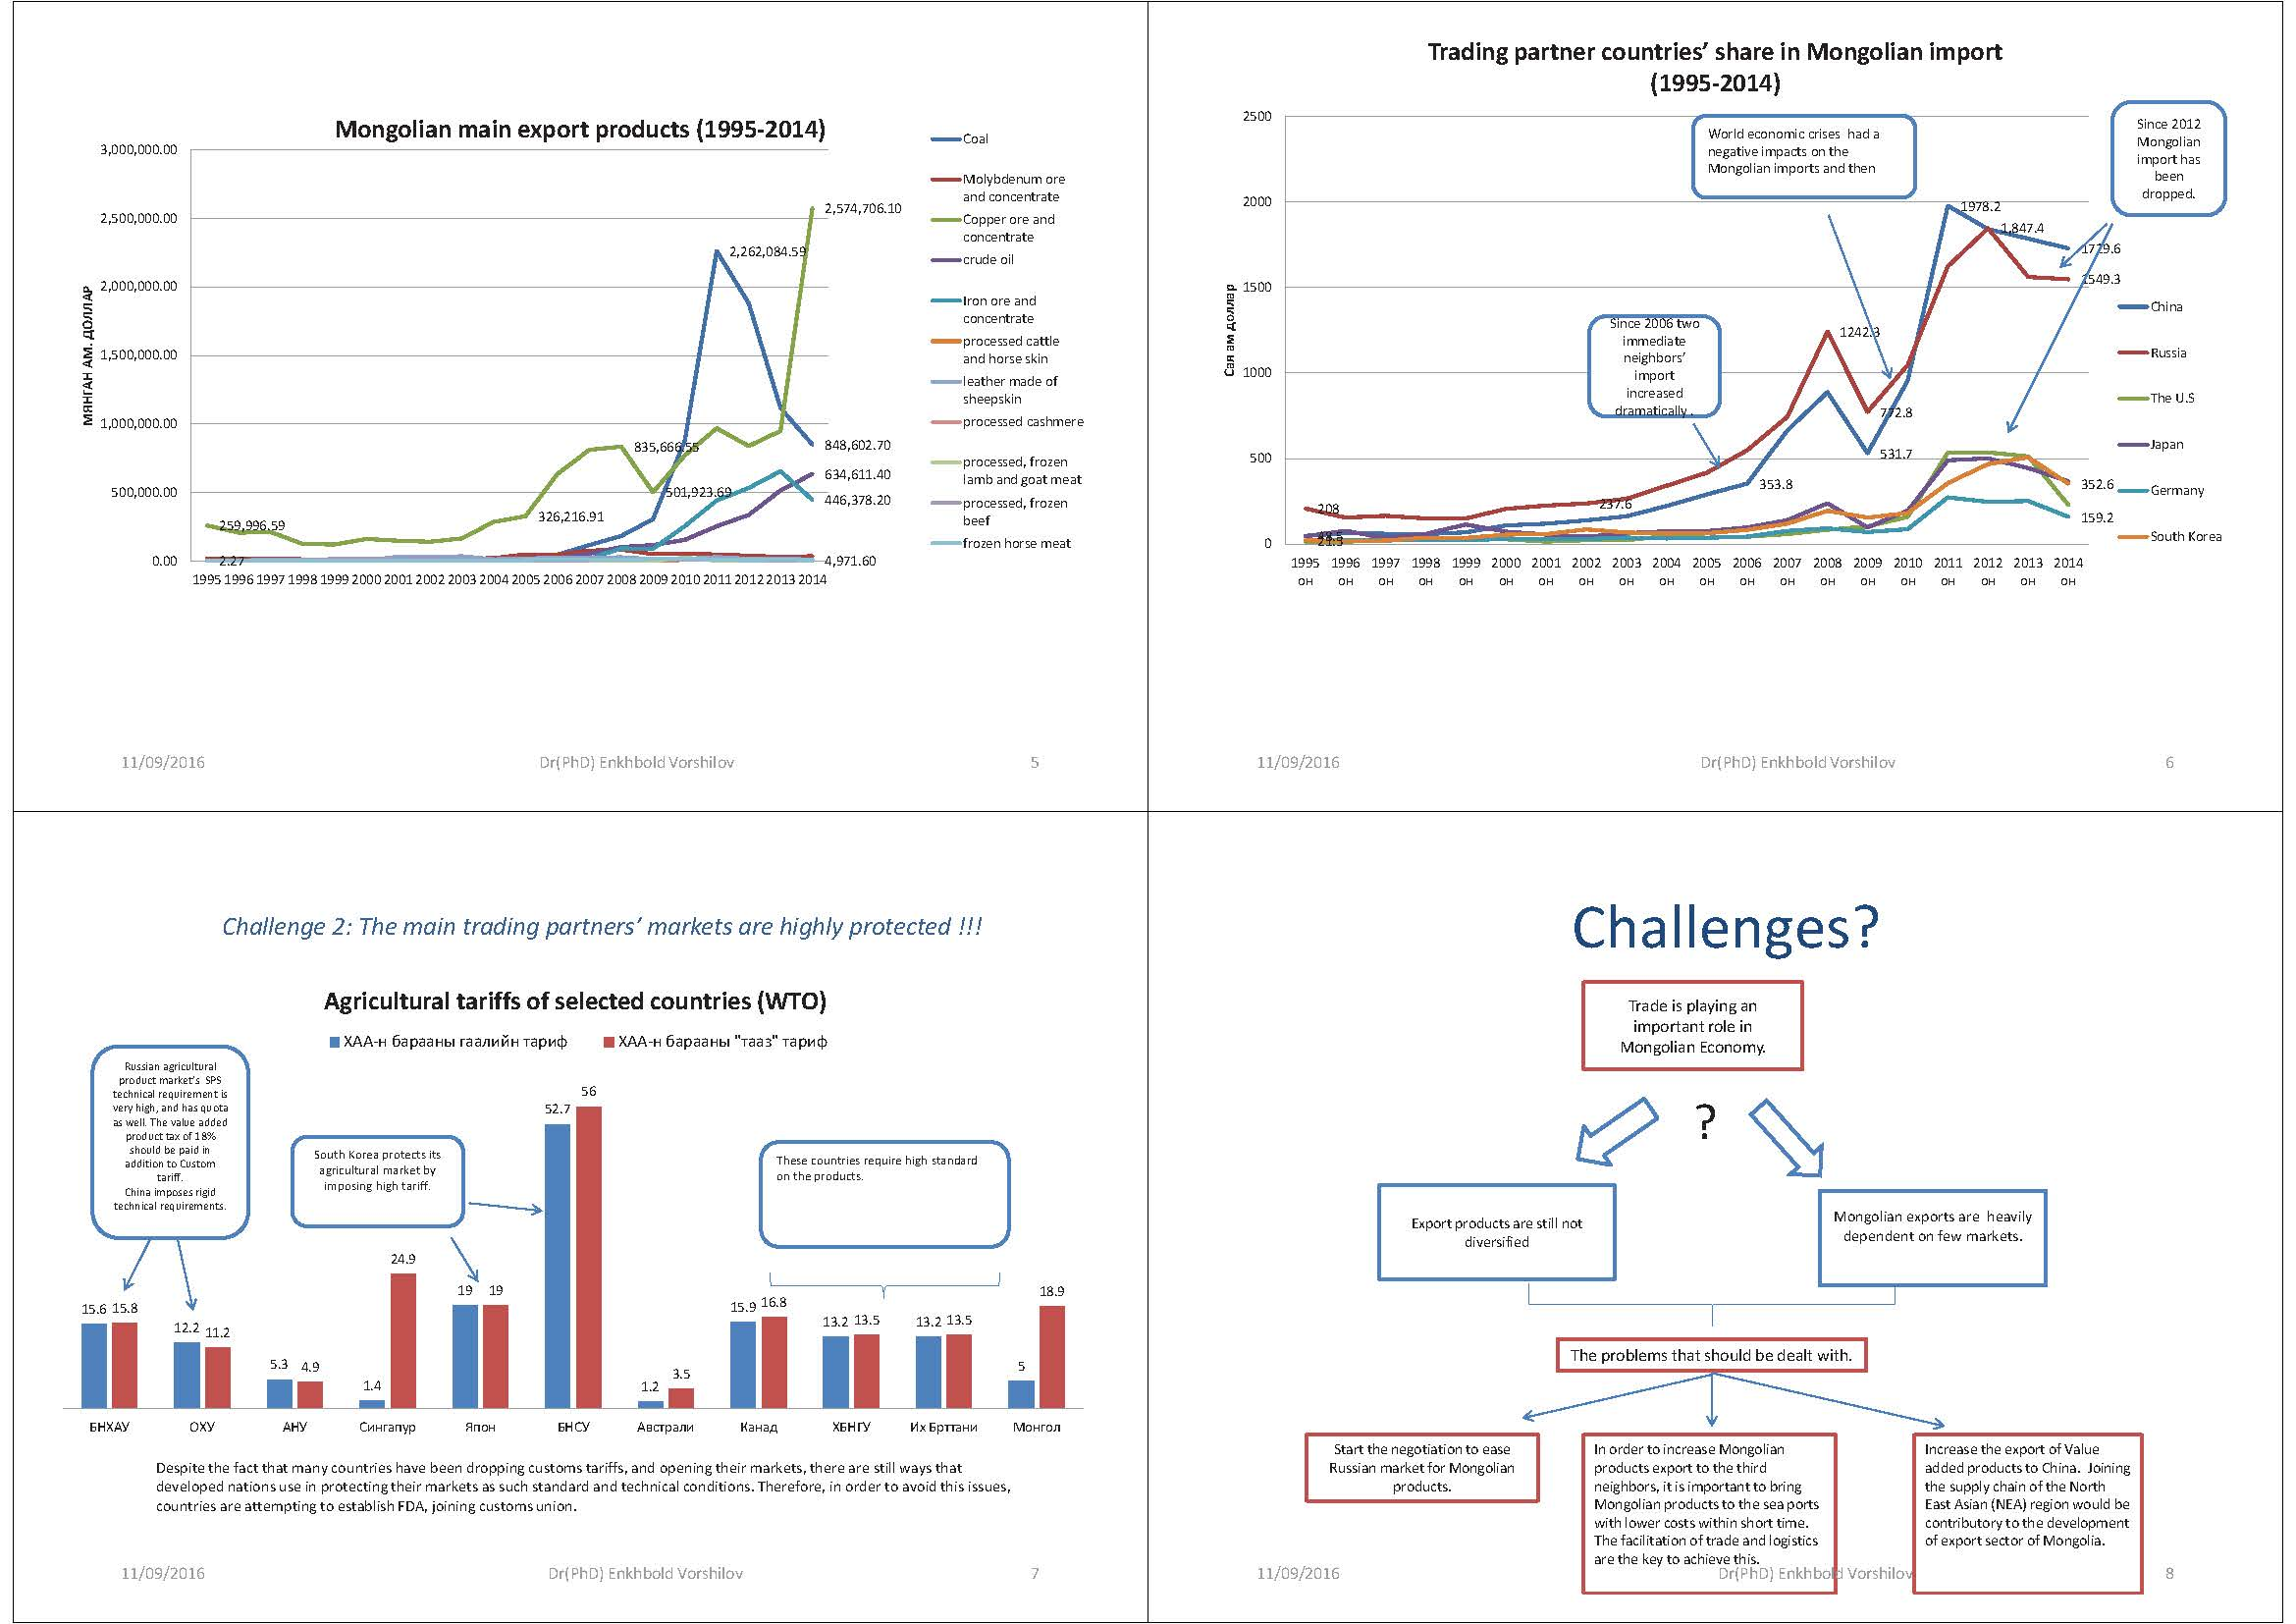 Mongolian main export products (1995-2014)
МЯНГАН АМ. ДОЛЛАР
3,000,000.00
2,500,000.00
2,000,000.00
1,500,000.00
1,000,000.00
500,000.00
0.00
259,996.59
2.27
326,216.91
835,666.55
501,923.69
2,262,084.59
2,574,706.10
848,602.70
634,611.40
446,378.20
4,971.60
1995 1996 1997 1998 1999 2000 2001 2002 2003 2004 2005 2006 2007 2008 2009 2010 2011 2012 2013 2014
Coal
Molybdenum ore
and concentrate
Copper ore and
concentrate
crude oil
Iron ore and
concentrate
processed cattle
and horse skin
leather made of
sheepskin
processed cashmere
processed, frozen
lamb and goat meat
processed, frozen
beef
frozen horse meat
11/09/2016
Dr(PhD) Enkhbold Vorshilov
5
Trading partner countries’ share in Mongolian import
(1995-2014)
Сая ам доллар
2500
2000
1500
1000
500
0
World economic crises had a
negative impacts on the
Mongolian imports and then
Since 2012
Mongolian
import has
been
dropped.
Since 2006 two
immediate
neighbors’
import
increased
dramatically .
208
21.5
237.6
353.8
1242.3
772.8
531.7
1978.2
1,847.4
1729.6
1549.3
352.6
159.2
1995 1996 1997 1998 1999 2000 2001 2002 2003 2004 2005 2006 2007 2008 2009 2010 2011 2012 2013 2014
он он он он он он он он он он он он он он он он он он он он
China
Russia
The U.S
Japan
Germany
South Korea
11/09/2016
Dr(PhD) Enkhbold Vorshilov
6
Challenge 2: The main trading partners’ markets are highly protected !!!
Agricultural tariffs of selected countries (WTO)
ХАА-н барааны гаалийн тариф
ХАА-н барааны "тааз" тариф
Russian agricultural
product market’s SPS
technical requirement is
very high, and has quota
as well. The value added
product tax of 18%
should be paid in
addition to Custom
tariff.
China imposes rigid
technical requirements.
South Korea protects its
agricultural market by
imposing high tariff.
These countries require high standard
on the products.
15.6 15.8
12.2 11.2
5.3 4.9
1.4 24.9
19 19
52.7 56
1.2 3.5
15.9 16.8
13.2 13.5
13.2 13.5
5 18.9
БНХАУ ОХУ АНУ Сингапур Япон БНСУ Австрали Канад ХБНГУ Их Бртtани Монгол
Despite the fact that many countries have been dropping customs tariffs, and opening their markets, there are still ways that
developed nations use in protecting their markets as such standard and technical conditions. Therefore, in order to avoid this issues,
countries are attempting to establish FDA, joining customs union.
11/09/2016
Dr(PhD) Enkhbold Vorshilov
7
Challenges?
Trade is playing an
important role in
Mongolian Economy.
?
Export products are still not
diversified
Mongolian exports are heavily
dependent on few markets.
The problems that should be dealt with.
Start the negotiation to ease
Russian market for Mongolian
products.
In order to increase Mongolian
products export to the third
neighbors, it is important to bring
Mongolian products to the sea ports
with lower costs within short time.
The facilitation of trade and logistics
are the key to achieve this.
Increase the export of Value
added products to China. Joining
the supply chain of the North
East Asian (NEA) region would be
contributory to the development
of export sector of Mongolia.
11/09/2016
Dr(PhD) Enkhbold Vorshilov
8